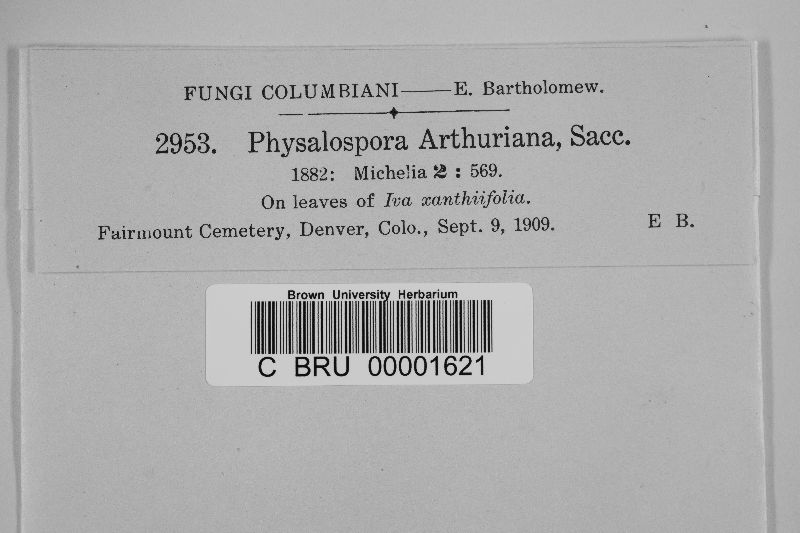 FUNGI COLUMBIANI—E. Bartholomew.
2953. Physalospora Arthuriana, Sacc.
1882: Michelia 2 : 569.
On leaves of Iva xanthiifolia.
Fairmount Cemetery, Denver, Colo., Sept. 9, 1909. E B.
Brown University Herbarium
C BRU 00001621